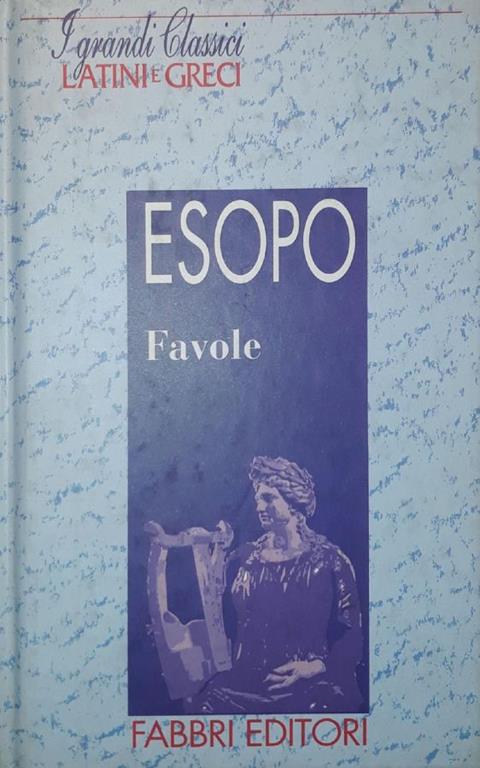 I grandi Classici
LATINI E GRECI
ESOPO
Favole
FABBRI EDITORI